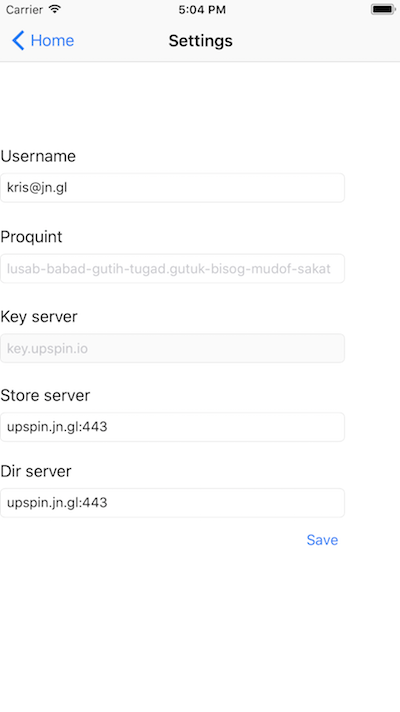 Carrier 5:04 PM
Home Settings
Username
kris@jn.gl
Proquint
lusab-babad-gutih-tugad.gutuk-bisog-mudof-sakat
Key server
key.upspin.io
Store server
upspin.jn.gl:443
Dir server
upspin.jn.gl:443
Save